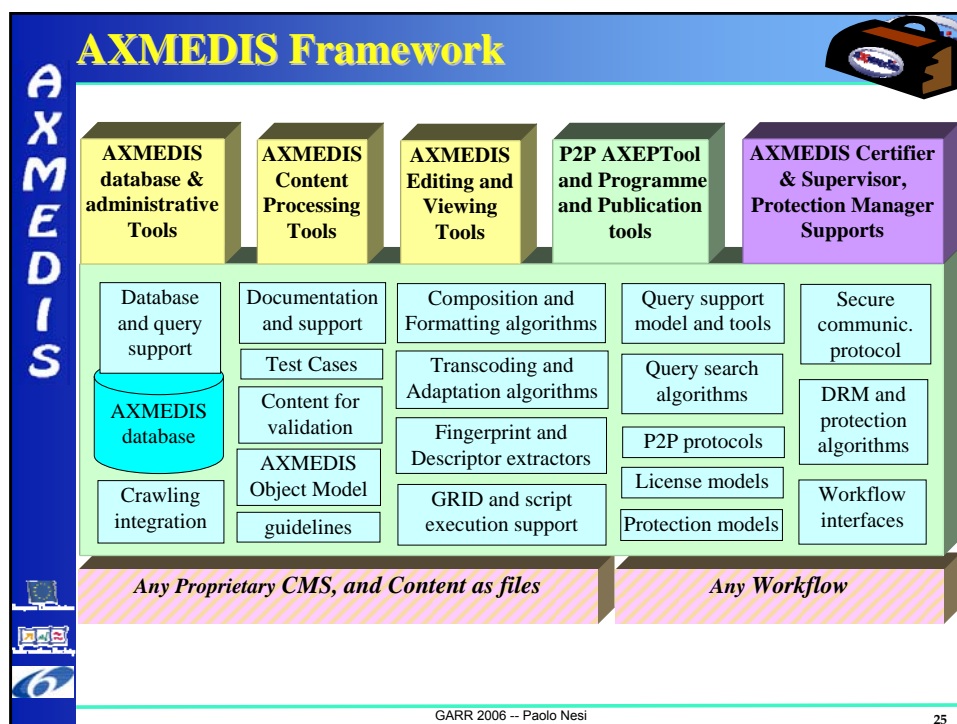 AXMEDIS Framework
AXMEDIS
AXMEDIS
database &
administrative
Tools
AXMEDIS
Content
Processing
Tools
AXMEDIS
Editing and
Viewing
Tools
P2P AXEPTool
and Programme
and Publication
tools
AXMEDIS Certifier
& Supervisor,
Protection Manager
Supports
Database
and query
support
AXMEDIS
database
Crawling
integration
Documentation
and support
Test Cases
Content for
validation
AXMEDIS
Object Model
guidelines
Composition and
Formatting algorithms
Transcoding and
Adaptation algorithms
Fingerprint and
Descriptor extractors
GRID and script
execution support
Query support
model and tools
Query search
algorithms
P2P protocols
License models
Protection models
Secure
communic.
protocol
DRM and
protection
algorithms
Workflow
interfaces
Any Proprietary CMS, and Content as files
Any Workflow
GARR 2006 -- Paolo Nesi
25